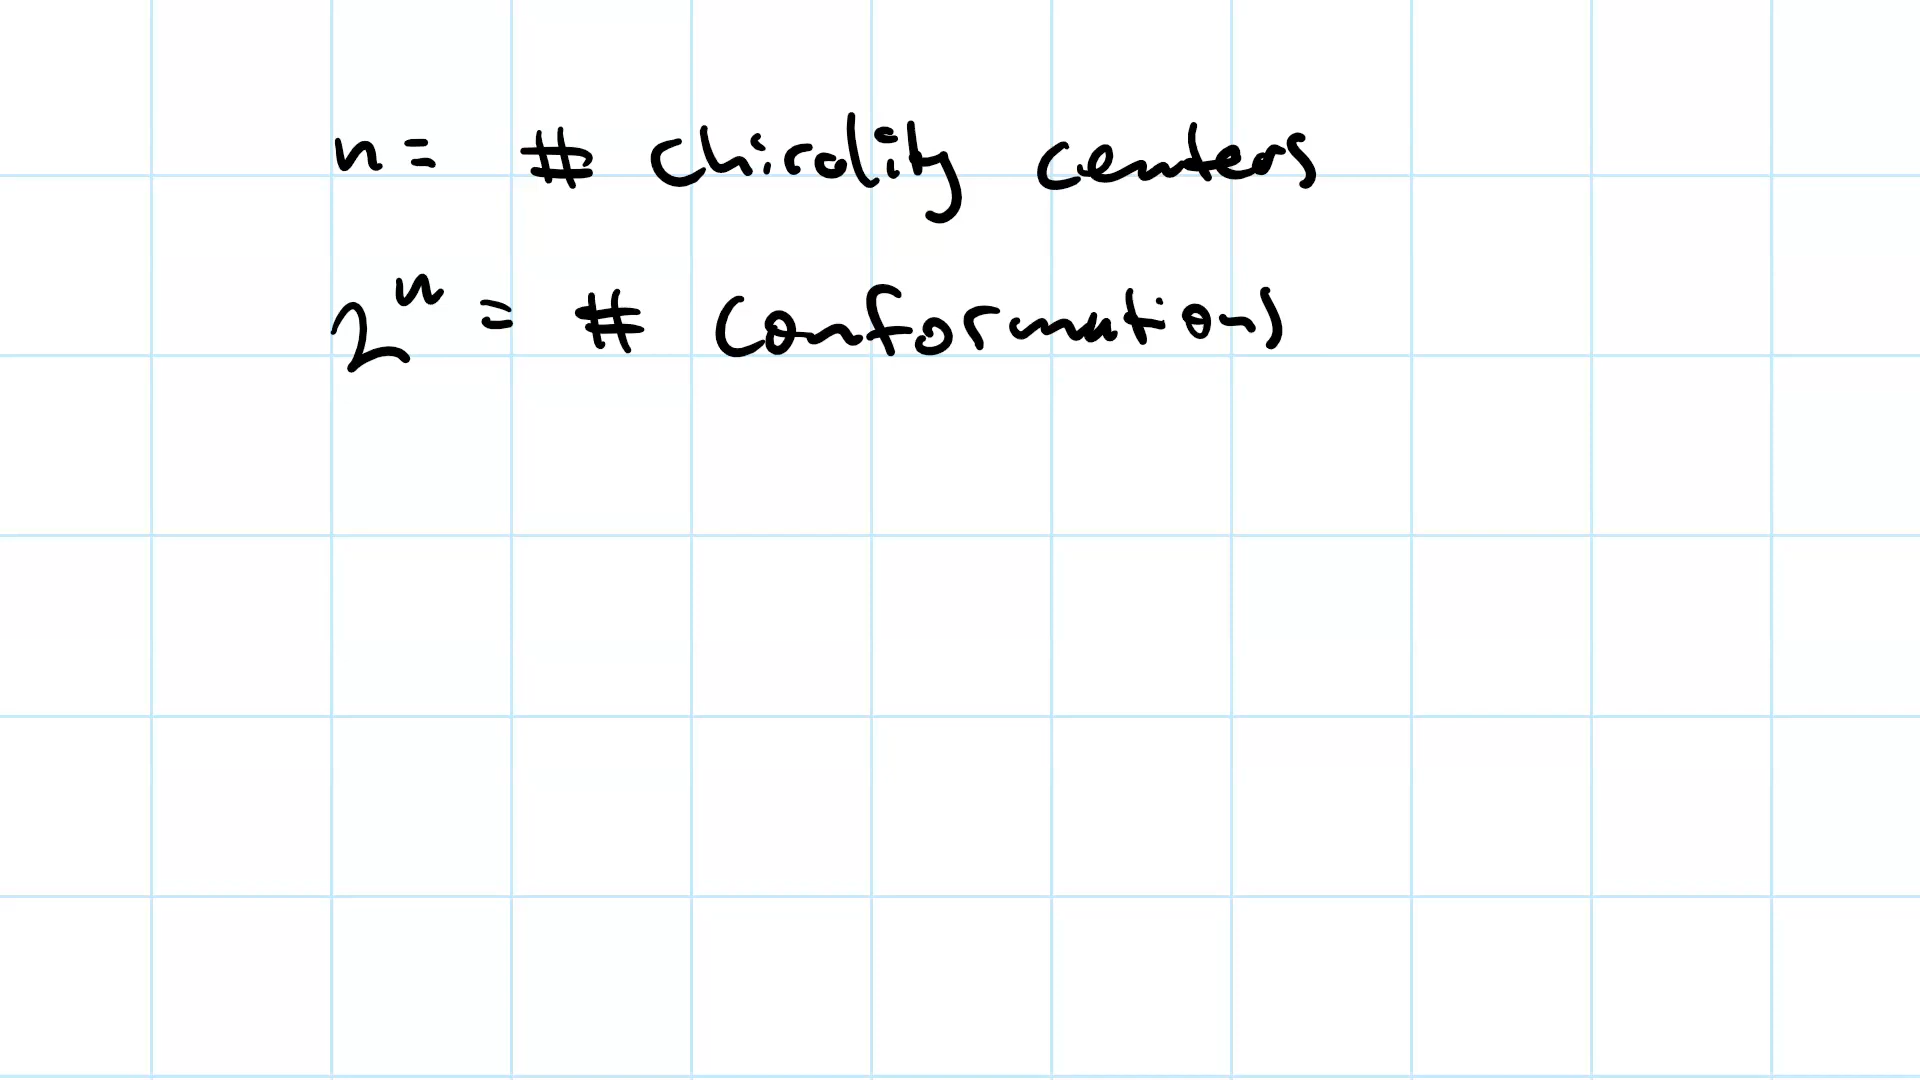 n = # chirality centers
2^n = # conformations